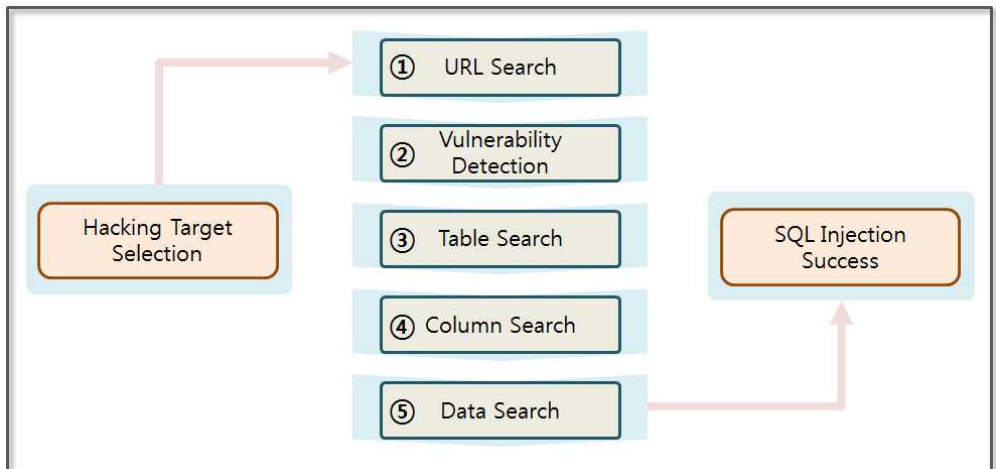 ① URL Search
② Vulnerability
Detection
Hacking Target
Selection
③ Table Search
SQL Injection
Success
④ Column Search
⑤ Data Search